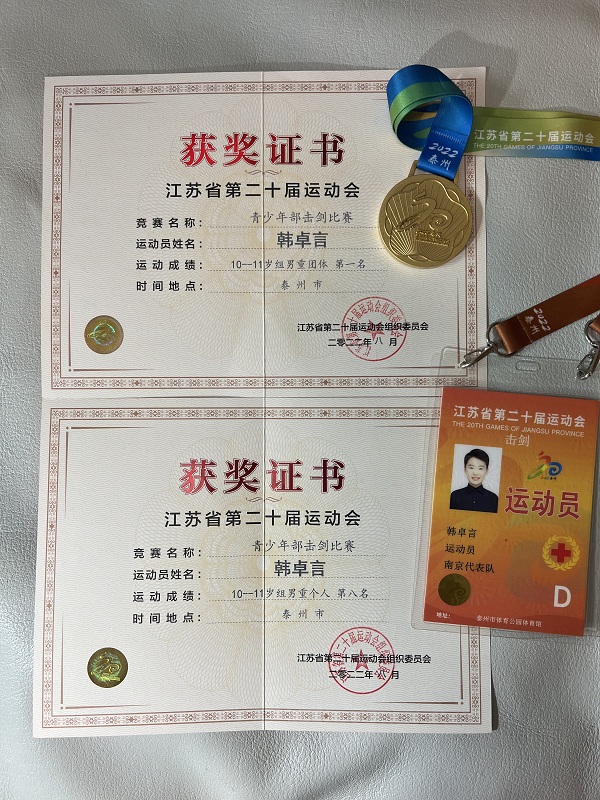 获奖证书
江苏省第二十届运动会
竞赛名称：青少年部击剑比赛
运动员姓名：韩卓言
运动成绩：10—11岁组男重团体 第一名
时间地点：泰州市
江苏省第二十届运动会组织委员会
二〇二二年八月
江苏省第二十届运动会
THE 20TH GAMES OF JIANGSU PROVINCE
2022
泰州
2022
泰州
获奖证书
江苏省第二十届运动会
竞赛名称：青少年部击剑比赛
运动员姓名：韩卓言
运动成绩：10—11岁组男重个人 第八名
时间地点：泰州市
江苏省第二十届运动会组织委员会
二〇二二年八月
江苏省第二十届运动会
THE 20TH GAMES OF JIANGSU PROVINCE
击剑
运动员
韩卓言
运动员
南京代表队
D
地址：泰州市体育公园体育馆